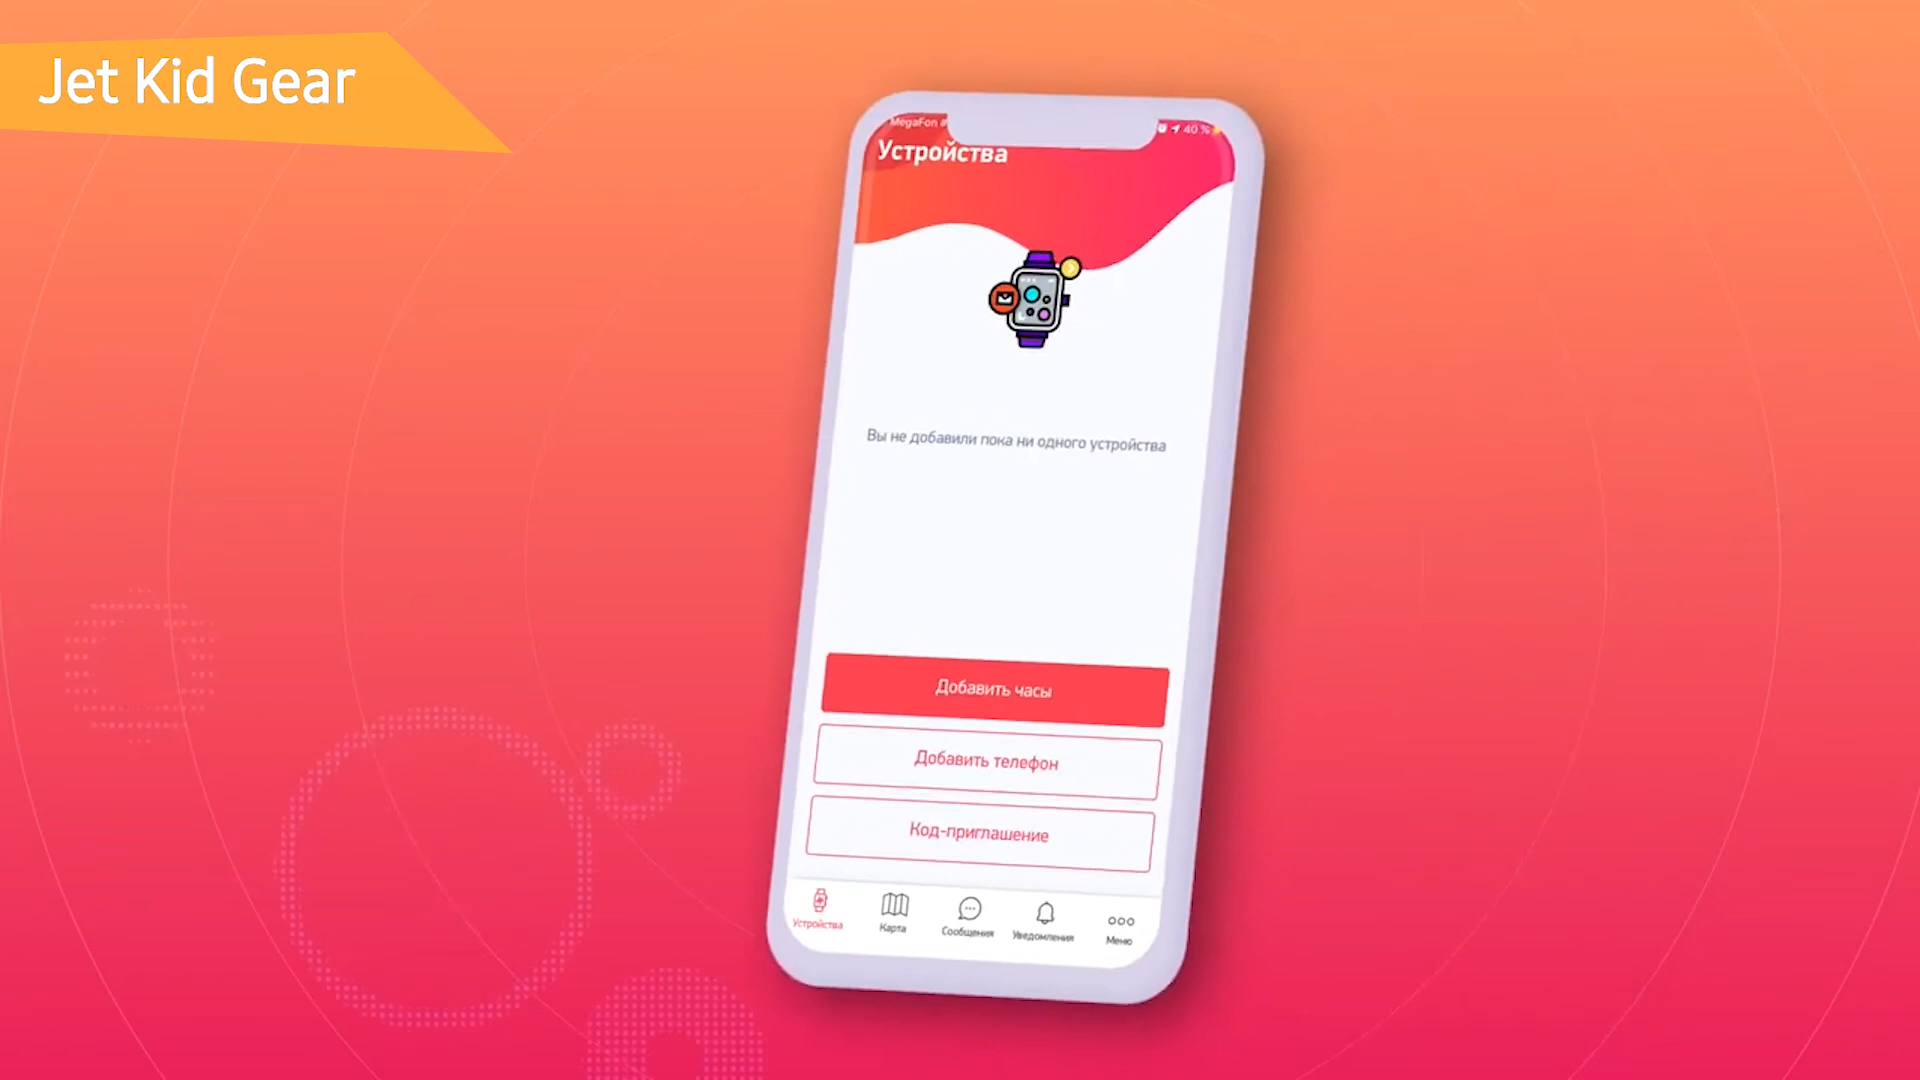 Jet Kid Gear
MegaFon
40 %
Устройства
Вы не добавили пока ни одного устройства
Добавить часы
Добавить телефон
Код-приглашение
Устройства
Карта
Сообщения
Уведомления
Меню